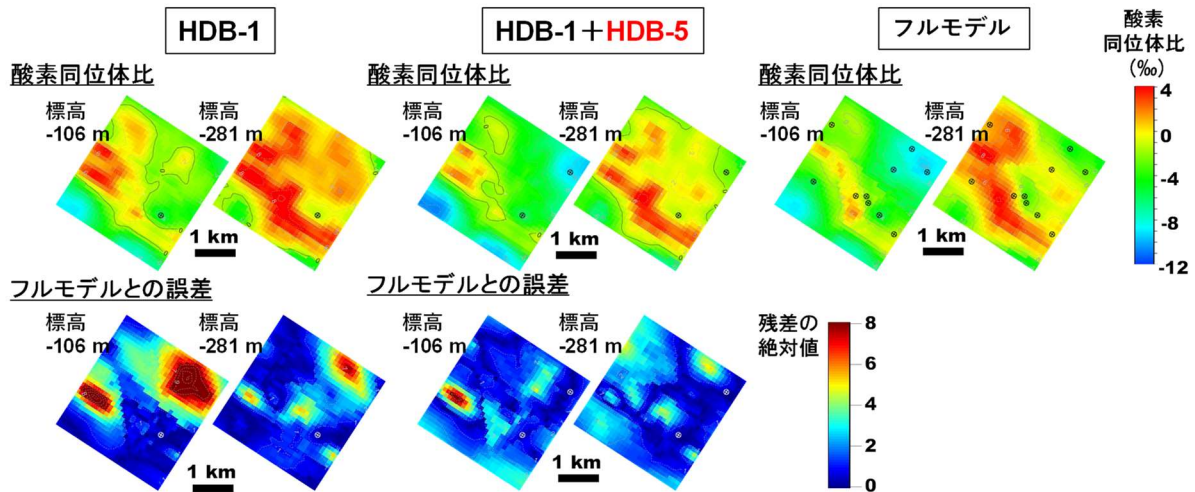 HDB-1
HDB-1＋HDB-5
フルモデル
酸素
同位体比
(‰)
酸素同位体比
標高
-106 m
標高
-281 m
1 km
酸素同位体比
標高
-106 m
標高
-281 m
1 km
酸素同位体比
標高
-106 m
標高
-281 m
1 km
4
0
-4
-8
-12
フルモデルとの誤差
標高
-106 m
標高
-281 m
1 km
フルモデルとの誤差
標高
-106 m
標高
-281 m
1 km
残差の
絶対値
8
6
4
2
0